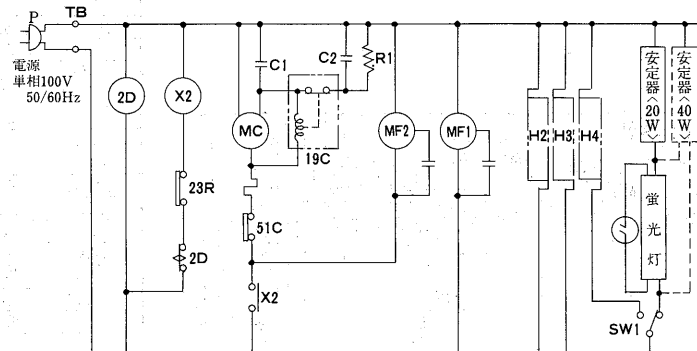 P
TB
電源
単相100V
50/60Hz
2D
X2
MC
C1
C2
R1
19C
MF2
MF1
H2
H3
H4
安定器〈20W〉
安定器〈40W〉
23R
2D
51C
X2
蛍光灯
SW1